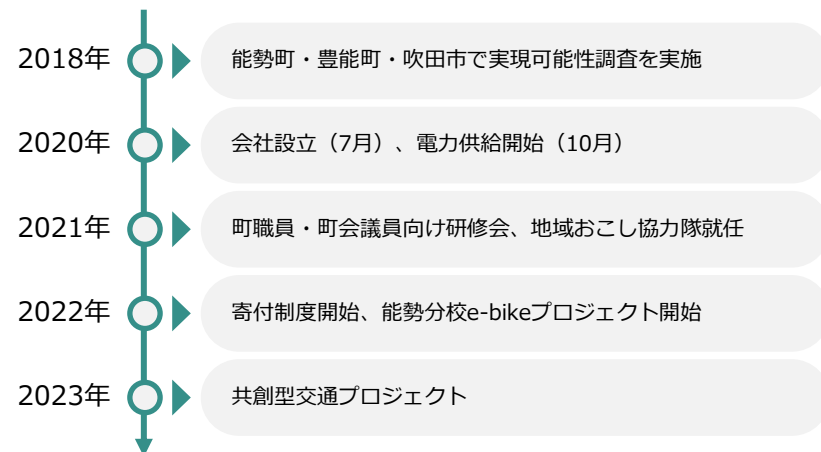 2018年 能勢町・豊能町・吹田市で実現可能性調査を実施
2020年 会社設立（7月）、電力供給開始（10月）
2021年 町職員・町会議員向け研修会、地域おこし協力隊就任
2022年 寄付制度開始、能勢分校e-bikeプロジェクト開始
2023年 共創型交通プロジェクト